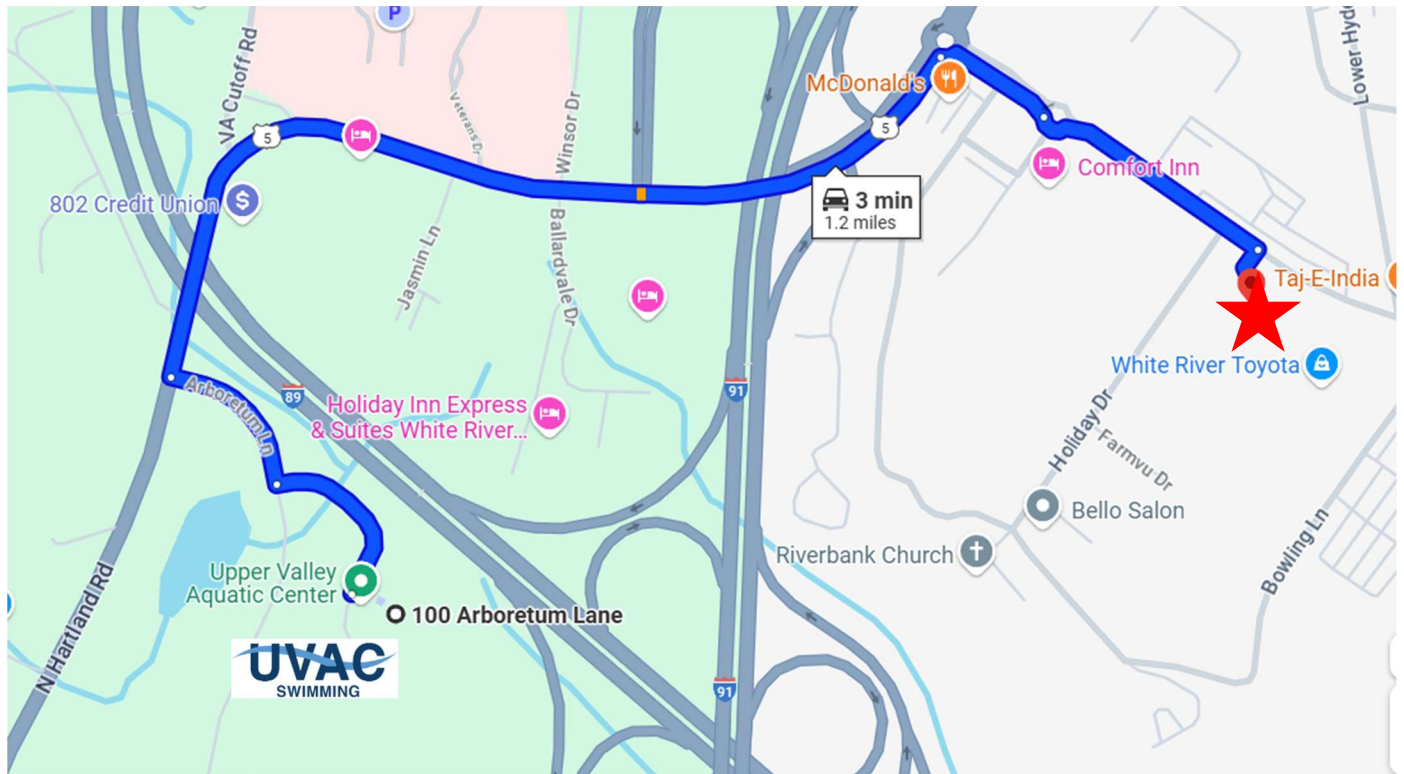 P
VA Cutoff Rd
Veterans Dr
Winsor Dr
McDonald's
Lower Hyd
5
5
802 Credit Union
$
Comfort Inn
3 min
1.2 miles
Jasmin Ln
Ballardvale Dr
Taj-E-India
White River Toyota
Arboretum Ln
89
91
Holiday Inn Express
& Suites White River...
Holiday Dr
Farmvu Dr
Bello Salon
Riverbank Church
Bowling Ln
Upper Valley
Aquatic Center
100 Arboretum Lane
N Hartland Rd
UVAC
SWIMMING
91